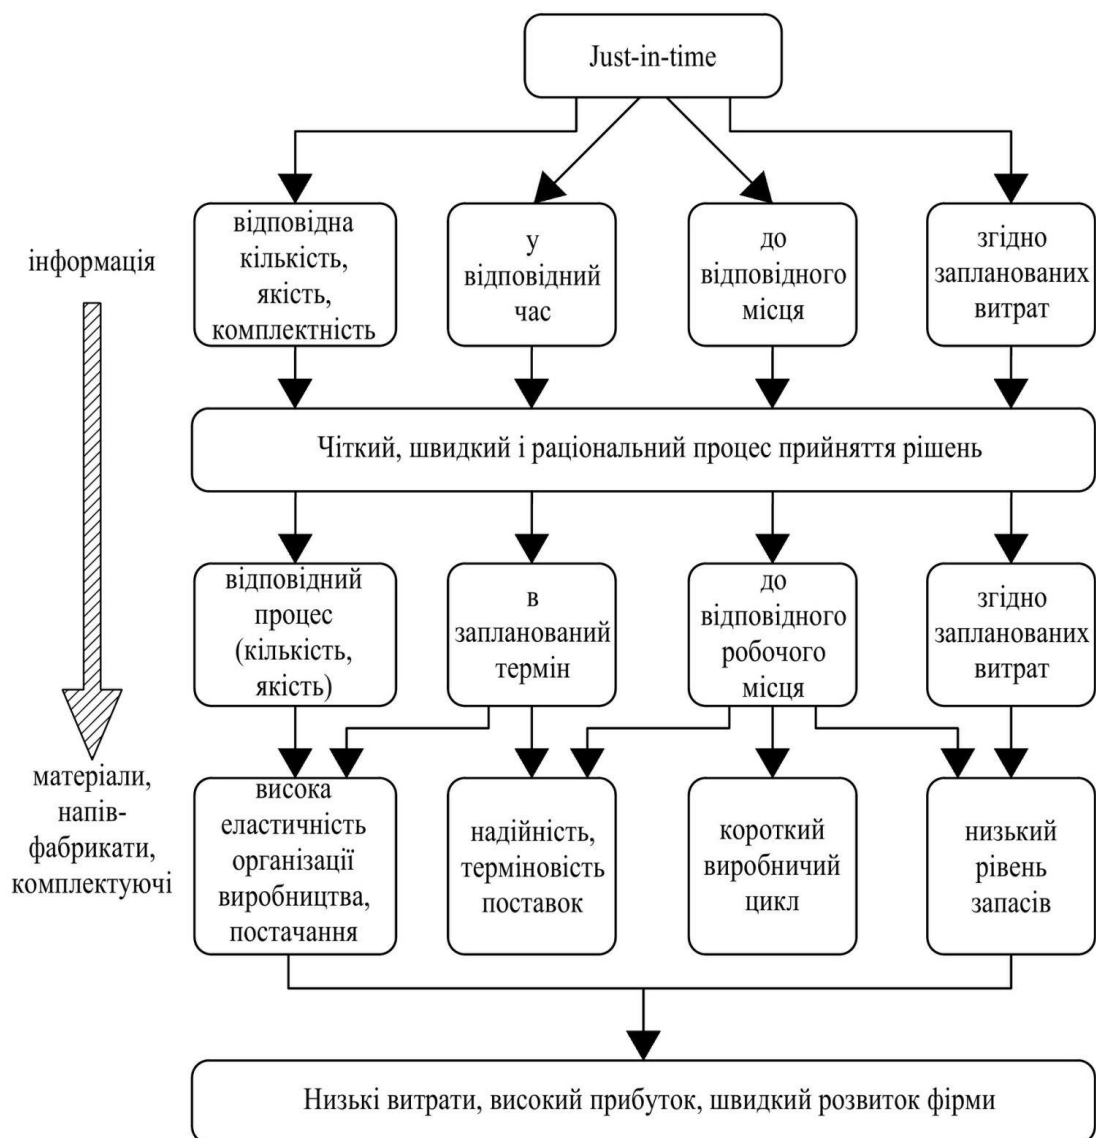 Just-in-time
інформація
відповідна
кількість,
якість,
комплектність
у
відповідний
час
до
відповідного
місця
згідно
запланованих
витрат
Чіткий, швидкий і раціональний процес прийняття рішень
відповідний
процес
(кількість,
якість)
в
запланований
термін
до
відповідного
робочого
місця
згідно
запланованих
витрат
матеріали,
напів-
фабрикати,
комплектуючі
висока
еластичність
організації
виробництва,
постачання
надійність,
терміновість
поставок
короткий
виробничий
цикл
низький
рівень
запасів
Низькі витрати, високий прибуток, швидкий розвиток фірми